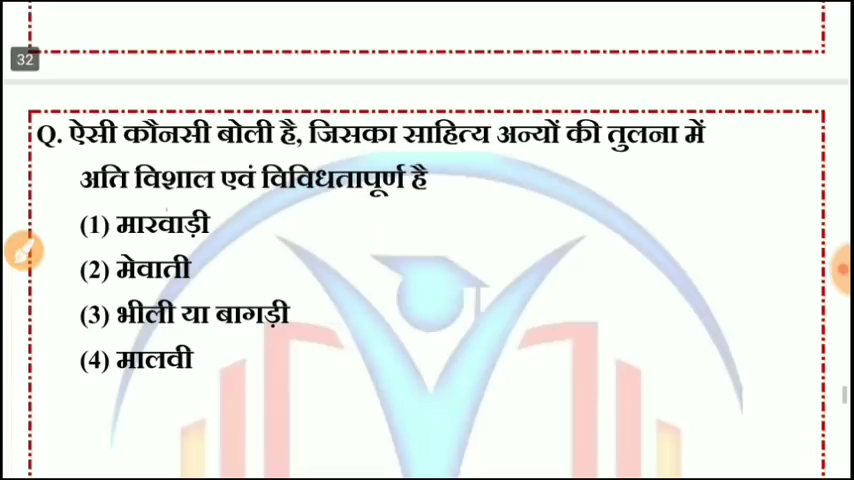 32
Q. ऐसी कौनसी बोली है, जिसका साहित्य अन्यों की तुलना में
अति विशाल एवं विविधतापूर्ण है
(1) मारवाड़ी
(2) मेवाती
(3) भीली या बागड़ी
(4) मालवी